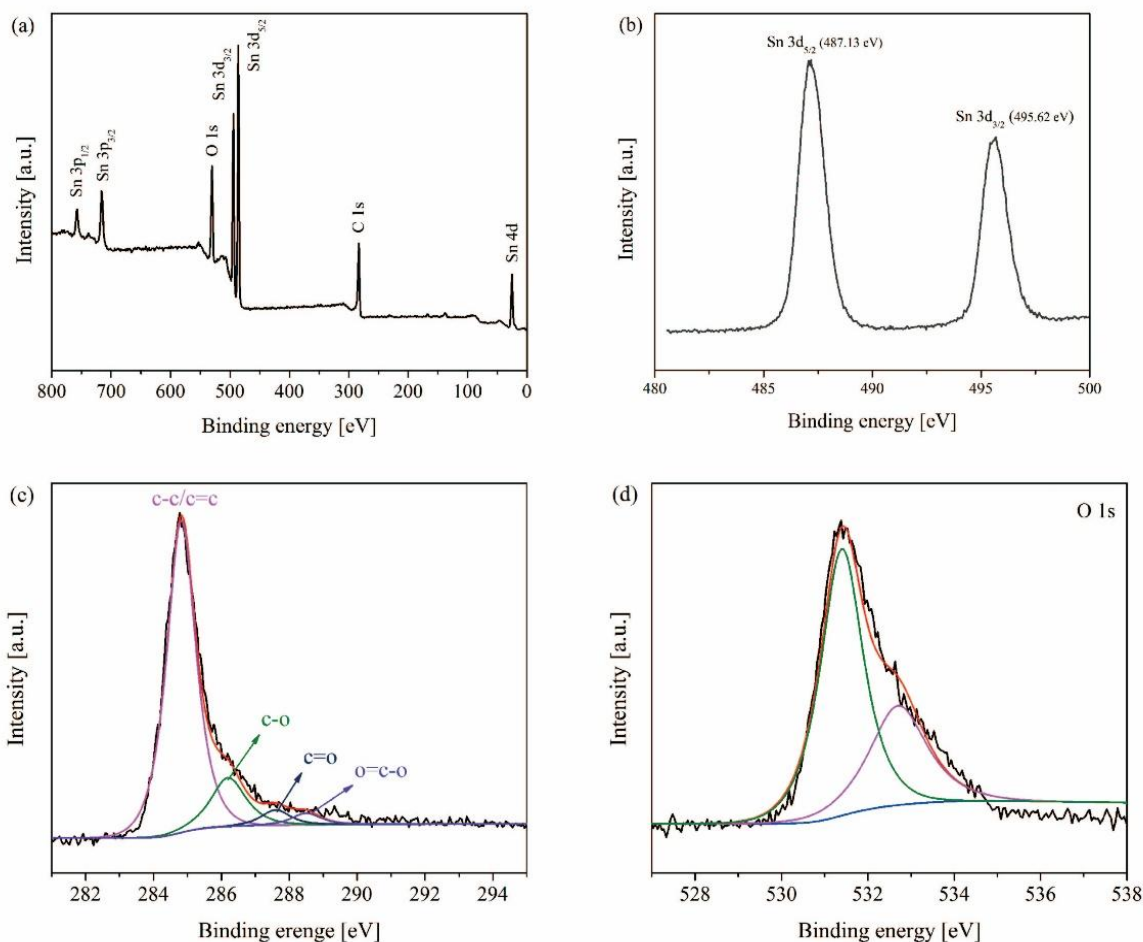 (a)
Sn 3p1/2
Sn 3p3/2
O 1s
Sn 3d3/2
Sn 3d5/2
C 1s
Sn 4d
Intensity [a.u.]
800 700 600 500 400 300 200 100 0
Binding energy [eV]
(b)
Sn 3d5/2 (487.13 eV)
Sn 3d3/2 (495.62 eV)
Intensity [a.u.]
480 485 490 495 500
Binding energy [eV]
(c)
c-c/c=c
c-o
c=o
o=c-o
Intensity [a.u.]
282 284 286 288 290 292 294
Binding erenge [eV]
(d)
O 1s
Intensity [a.u.]
528 530 532 534 536 538
Binding energy [eV]